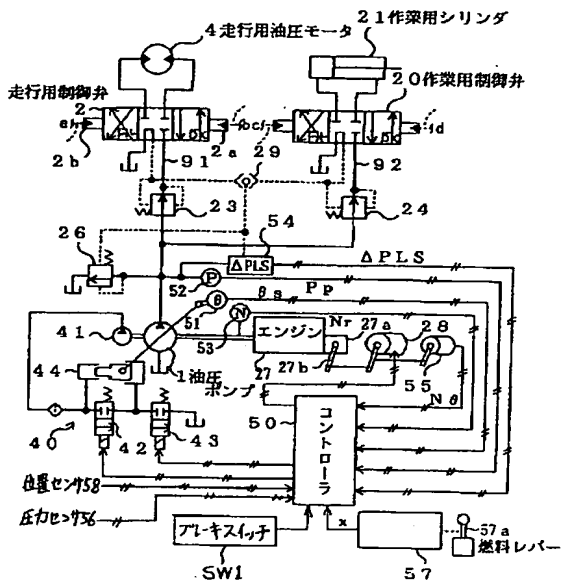 21作業用シリンダ
4走行用油圧モータ
走行用制御弁
20作業用制御弁
2
2b
2a
29
91
92
23
24
26
54
ΔPLS
ΔPLS
P
52
Pp
θ
θs
51
N
53
41
エンジン
27
Nr
27a
27b
28
55
Nθ
44
1油圧
ポンプ
40
42
43
50
コントローラ
位置センサ58
圧力センサ56
ブレーキスイッチ
SW1
x
57
57a
燃料レバー